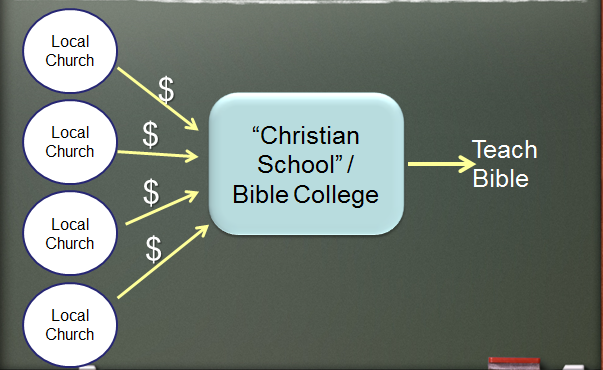 Local
Church
$
Local
Church
$
“Christian
School” /
Bible College
Teach
Bible
$
Local
Church
$
Local
Church